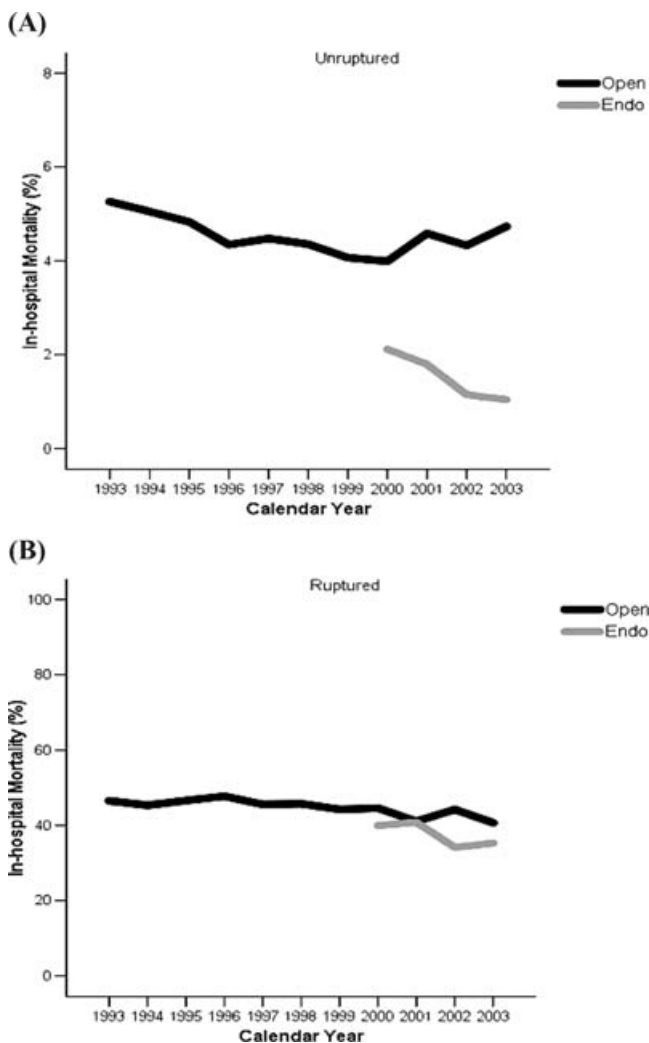 (A)
Unruptured
Open
Endo
8
6
4
2
0
In-hospital Mortality (%)
1993 1994 1995 1996 1997 1998 1999 2000 2001 2002 2003
Calendar Year
(B)
Ruptured
Open
Endo
100
80
60
40
20
0
In-hospital Mortality (%)
1993 1994 1995 1996 1997 1998 1999 2000 2001 2002 2003
Calendar Year